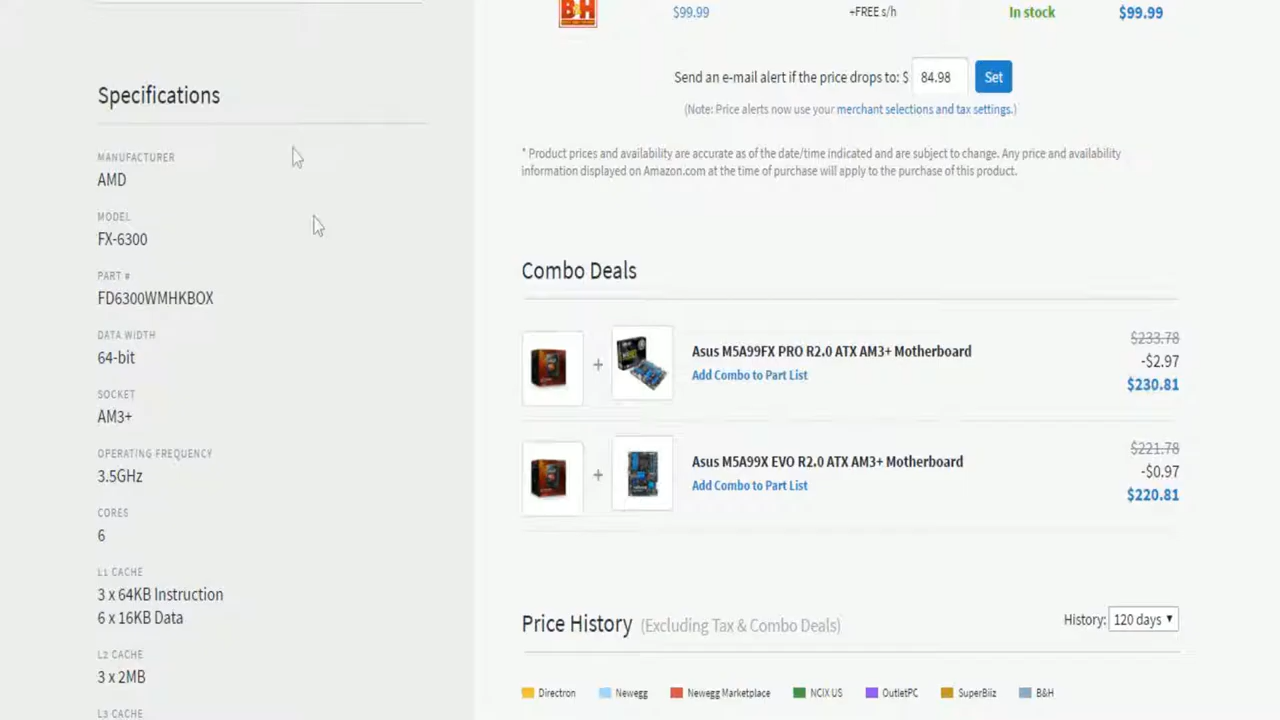 B&H
$99.99
+FREE s/h
In stock
$99.99
Send an e-mail alert if the price drops to: $ 84.98 Set
(Note: Price alerts now use your merchant selections and tax settings.)
* Product prices and availability are accurate as of the date/time indicated and are subject to change. Any price and availability
information displayed on Amazon.com at the time of purchase will apply to the purchase of this product.
Specifications
MANUFACTURER
AMD
MODEL
FX-6300
PART #
FD6300WMHKBOX
DATA WIDTH
64-bit
SOCKET
AM3+
OPERATING FREQUENCY
3.5GHz
CORES
6
L1 CACHE
3 x 64KB Instruction
6 x 16KB Data
L2 CACHE
3 x 2MB
L3 CACHE
Combo Deals
+
Asus M5A99FX PRO R2.0 ATX AM3+ Motherboard
Add Combo to Part List
$233.78
-$2.97
$230.81
+
Asus M5A99X EVO R2.0 ATX AM3+ Motherboard
Add Combo to Part List
$221.78
-$0.97
$220.81
Price History (Excluding Tax & Combo Deals)
History: 120 days
Directron Newegg Newegg Marketplace NCIX US OutletPC SuperBiiz B&H